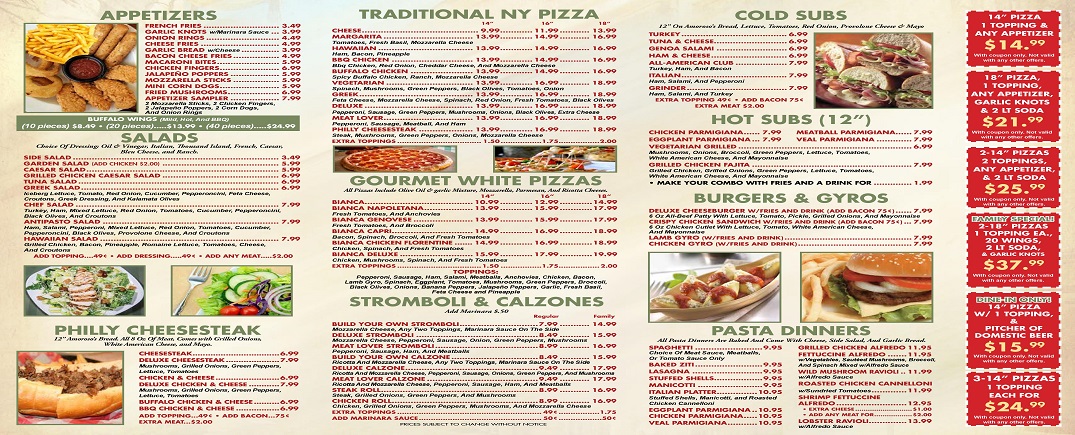 APPETIZERS
FRENCH FRIES 3.49
GARLIC KNOTS w/Marinara Sauce 3.99
ONION RINGS 4.49
CHEESE FRIES 4.99
GARLIC BREAD w/Cheese 3.99
BACON CHEESE FRIES 4.99
MACARONI BITES 5.99
CHICKEN FINGERS 6.99
JALAPEÑO POPPERS 5.99
MOZZARELLA STICKS 5.99
MINI CORN DOGS 5.99
FRIED MUSHROOMS 6.99
APPETIZER SAMPLER 7.99
2 Mozzarella Sticks, 2 Chicken Fingers,
2 Jalapeño Poppers, 2 Corn Dogs,
And Onion Rings
BUFFALO WINGS (Mild, Hot, And BBQ)
(10 pieces) $8.49 • (20 pieces).....$13.99 • (40 pieces).....$24.99
SALADS
Choice Of Dressing: Oil & Vinegar, Italian, Thousand Island, French, Caesar,
Bleu Cheese, and Ranch.
SIDE SALAD 3.49
GARDEN SALAD (ADD CHICKEN $2.00) 5.99
CAESAR SALAD 5.99
GRILLED CHICKEN CAESAR SALAD 6.99
TUNA SALAD 6.99
GREEK SALAD 6.99
Iceberg Lettuce, Tomato, Red Onion, Cucumber, Pepperoncini, Feta Cheese,
Croutons, Greek Dressing, And Kalamata Olives
CHEF SALAD 7.99
Turkey, Ham, Mixed Lettuce, Red Onion, Tomatoes, Cucumber, Pepperoncini,
Black Olives, And Croutons
ANTIPASTO SALAD 7.99
Ham, Salami, Pepperoni, Mixed Lettuce, Red Onion, Tomatoes, Cucumber,
Pepperoncini, Black Olives, Provolone Cheese, And Croutons
HAWAIIAN SALAD 7.99
Grilled Chicken, Bacon, Pineapple, Romaine Lettuce, Tomatoes, Cheese,
And Croutons
ADD TOPPING....49¢ • ADD DRESSING....49¢ • ADD ANY MEAT....$2.00
PHILLY CHEESESTEAK
12" Amoroso Bread, All 8 Oz Of Meat, Comes with Grilled Onions,
White American Cheese, and Mayo.
CHEESESTEAK 6.99
DELUXE CHEESESTEAK 7.99
Mushrooms, Grilled Onions, Green Peppers,
Lettuce, Tomatoes
CHICKEN & CHEESE 6.99
DELUXE CHICKEN & CHEESE 7.99
Mushrooms, Grilled Onions, Green Peppers,
Lettuce, Tomatoes
BUFFALO CHICKEN & CHEESE 6.99
BBQ CHICKEN & CHEESE 6.99
ADD TOPPING...49¢ • ADD BACON...75¢
EXTRA MEAT...$2.00
TRADITIONAL NY PIZZA
14" 16" 18"
CHEESE 9.99 11.99 13.99
MARGARITA 13.99 14.99 16.99
Tomatoes, Fresh Basil, Mozzarella Cheese
HAWAIIAN 13.99 14.99 16.99
Ham, Bacon, Pineapple
BBQ CHICKEN 13.99 14.99 16.99
Bbq Chicken, Red Onion, Cheddar Cheese, And Mozzarella Cheese
BUFFALO CHICKEN 13.99 14.99 16.99
Spicy Buffalo Chicken, Ranch, Mozzarella Cheese
VEGETARIAN 13.99 16.99 18.99
Spinach, Mushrooms, Green Peppers, Black Olives, Tomatoes, Onion
GREEK 13.99 16.99 18.99
Feta Cheese, Mozzarella Cheese, Spinach, Red Onion, Fresh Tomatoes, Black Olives
DELUXE 13.99 16.99 18.99
Pepperoni, Sausage, Green Peppers, Mushrooms, Onions, Black Olives, Extra Cheese
MEAT LOVER 13.99 16.99 18.99
Pepperoni, Sausage, Meatball, And Ham
PHILLY CHEESESTEAK 13.99 16.99 18.99
Steak, Mushrooms, Green Peppers, Onions, Mozzarella Cheese
EXTRA TOPPINGS 1.50 1.75 2.00
GOURMET WHITE PIZZAS
All Pizzas Include Olive Oil & garlic Mixture, Mozzarella, Parmesan, And Ricotta Cheeses.
14" 16" 18"
BIANCA 10.99 12.99 14.99
BIANCA NAPOLETANA 13.99 15.99 17.99
Fresh Tomatoes, And Anchovies
BIANCA GENOVESE 13.99 15.99 17.99
Fresh Tomatoes, And Broccoli
BIANCA CAPRI 14.99 16.99 18.99
Bacon, Spinach, Broccoli, And Fresh Tomatoes
BIANCA CHICKEN FLORENTINE 14.99 16.99 18.99
Chicken, Spinach, And Fresh Tomatoes
BIANCA DELUXE 15.99 17.99 19.99
Chicken, Mushrooms, Spinach, And Fresh Tomatoes
EXTRA TOPPINGS 1.50 1.75 2.00
TOPPINGS:
Pepperoni, Sausage, Ham, Salami, Meatballs, Anchovies, Chicken, Bacon,
Lamb Gyro, Spinach, Eggplant, Tomatoes, Mushrooms, Green Peppers, Broccoli,
Black Olives, Onions, Banana Peppers, Jalapeño Peppers, Garlic, Fresh Basil,
Feta Cheese and Pineapple
STROMBOLI & CALZONES
Add Marinara $.50
Regular Family
BUILD YOUR OWN STROMBOLI 7.99 14.99
Mozzarella Cheese, Any Two Toppings, Marinara Sauce On The Side
DELUXE STROMBOLI 8.49 15.99
Mozzarella Cheese, Pepperoni, Sausage, Onion, Green Peppers, Mushrooms
MEAT LOVER STROMBOLI 8.99 16.99
Pepperoni, Sausage, Ham, And Meatballs
BUILD YOUR OWN CALZONE 8.49 15.99
Ricotta And Mozzarella Cheese, Any Two Toppings, Marinara Sauce On The Side
DELUXE CALZONE 9.49 17.99
Ricotta And Mozzarella Cheese, Pepperoni, Sausage, Onions, Green Peppers, And Mushrooms
MEAT LOVER CALZONE 9.49 17.99
Ricotta And Mozzarella Cheese, Pepperoni, Sausage, Ham, And Meatballs
STEAK ROLL 8.99 16.99
Steak, Grilled Onions, Green Peppers, And Mushrooms
CHICKEN ROLL 8.99 16.99
Chicken, Grilled Onions, Green Peppers, And Mushrooms, And Mozzarella Cheese
EXTRA TOPPINGS 49¢ 1.75
ADD MARINARA SAUCE 50¢ 50¢
PRICES SUBJECT TO CHANGE WITHOUT NOTICE
COLD SUBS
12" On Amoroso's Bread, Lettuce, Tomatoes, Red Onion, Provolone Cheese & Mayo
TURKEY 6.99
TUNA & CHEESE 6.99
GENOA SALAMI 6.99
HAM & CHEESE 6.99
ALL-AMERICAN CLUB 7.99
Turkey, Ham, And Bacon
ITALIAN 7.99
Ham, Salami, And Pepperoni
GRINDER 7.99
Ham, Salami, And Turkey
EXTRA TOPPING 49¢ • ADD BACON 75¢
EXTRA MEAT $2.00
HOT SUBS (12")
CHICKEN PARMIGIANA 7.99 MEATBALL PARMIGIANA 7.99
EGGPLANT PARMIGIANA 7.99 VEAL PARMIGIANA 7.99
VEGETARIAN GRILLED 6.99
Mushrooms, Onions, Broccoli, Green Peppers, Lettuce, Tomatoes,
White American Cheese, And Mayonnaise
GRILLED CHICKEN FAJITA 7.99
Grilled Chicken, Grilled Onions, Green Peppers, Lettuce, Tomatoes,
White American Cheese, And Mayonnaise
• MAKE YOUR COMBO WITH FRIES AND A DRINK FOR 1.99
BURGERS & GYROS
DELUXE CHEESEBURGER W/FRIES AND DRINK (ADD BACON 75¢) 7.99
6 Oz All-Beef Patty With Lettuce, Tomato, Pickle, Grilled Onions, And Mayonnaise
CRISPY CHICKEN SANDWICH W/FRIES AND DRINK (ADD BACON 75¢) 7.99
6 Oz Chicken Cutlet With Lettuce, Tomato, White American Cheese,
And Mayonnaise
LAMB GYRO (W/FRIES AND DRINK) 7.99
CHICKEN GYRO (W/FRIES AND DRINK) 7.99
PASTA DINNERS
All Pasta Dinners Are Baked And Come With Cheese, Side Salad, And Garlic Bread.
SPAGHETTI 9.95
Choice Of Meat Sauce, Meatballs,
Or Tomato Sauce Only
BAKED ZITI 9.95
LASAGNA 9.95
STUFFED SHELLS 9.95
MANICOTTI 9.95
ITALIAN PLATTER 10.95
Stuffed Shells, Manicotti, and Roasted
Chicken Cannelloni
EGGPLANT PARMIGIANA 10.95
CHICKEN PARMIGIANA 10.95
VEAL PARMIGIANA 10.95
GRILLED CHICKEN ALFREDO 11.95
FETTUCCINE ALFREDO 11.95
w/Vegetables, Sauteed Mushrooms, Broccoli,
And Spinach Mixed w/Alfredo Sauce
WILD MUSHROOM RAVIOLI 11.99
w/Alfredo Sauce
ROASTED CHICKEN CANNELLONI
w/Sundried Tomatoes 11.99
SHRIMP FETTUCCINE
ALFREDO 12.95
• EXTRA CHEESE $1.00
• ADD ANY MEAT FOR $2.00
LOBSTER RAVIOLI 13.99
w/Alfredo Sauce
14" PIZZA
1 TOPPING &
ANY APPETIZER
$14.99
With coupon only. Not valid
with any other offers.
18" PIZZA,
1 TOPPING,
ANY APPETIZER,
GARLIC KNOTS
& 2 LT SODA
$21.99
With coupon only. Not valid
with any other offers.
2-14" PIZZAS
2 TOPPINGS,
ANY APPETIZER,
& 2 LT SODA
$25.99
With coupon only. Not valid
with any other offers.
FAMILY SPECIAL!
2-18" PIZZAS
1 TOPPING EA.,
20 WINGS,
2 LT SODA,
& GARLIC KNOTS
$37.99
With coupon only. Not valid
with any other offers.
DINE-IN ONLY!
14" PIZZA
W/ 1 TOPPING,
&
PITCHER OF
DOMESTIC BEER
$15.99
With coupon only. Not valid
with any other offers.
3-14" PIZZAS
1 TOPPING
EACH FOR
$24.99
With coupon only. Not valid
with any other offers.